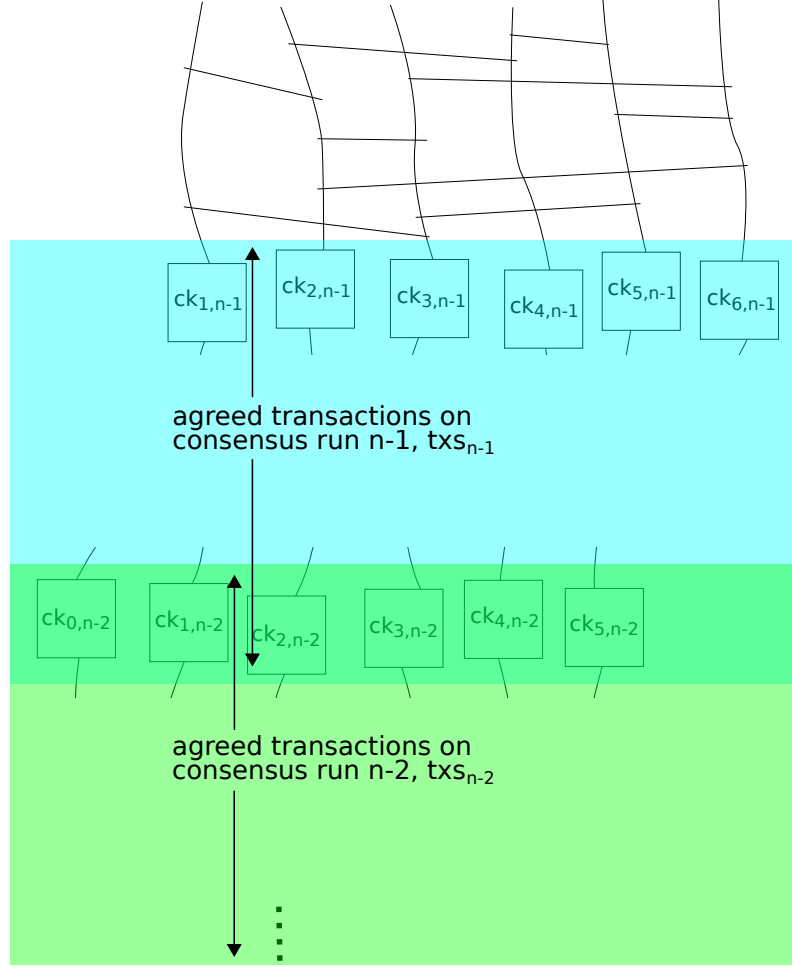 ck1,n-1 ck2,n-1 ck3,n-1 ck4,n-1 ck5,n-1 ck6,n-1
agreed transactions on
consensus run n-1, txsn-1
ck0,n-2 ck1,n-2 ck2,n-2 ck3,n-2 ck4,n-2 ck5,n-2
agreed transactions on
consensus run n-2, txsn-2